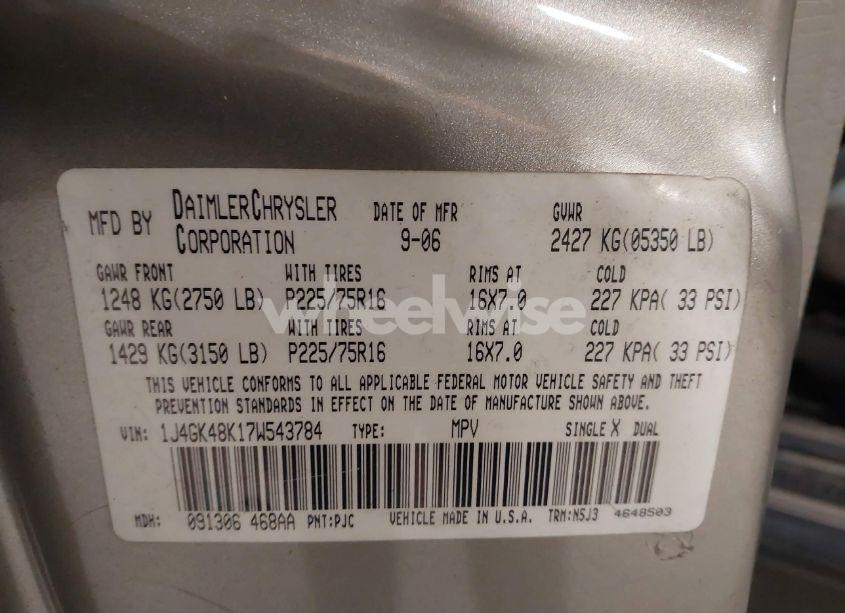 MFD BY DAIMLERCHRYSLER CORPORATION DATE OF MFR 9-06 GVWR 2427 KG(05350 LB)
GAWR FRONT WITH TIRES RIMS AT COLD
1248 KG(2750 LB) P225/75R16 16X7.0 227 KPA( 33 PSI)
GAWR REAR WITH TIRES RIMS AT COLD
1429 KG(3150 LB) P225/75R16 16X7.0 227 KPA( 33 PSI)
THIS VEHICLE CONFORMS TO ALL APPLICABLE FEDERAL MOTOR VEHICLE SAFETY AND THEFT
PREVENTION STANDARDS IN EFFECT ON THE DATE OF MANUFACTURE SHOWN ABOVE.
VIN: 1J4GK48K17W543784 TYPE: MPV SINGLE X DUAL
MDH: 091306 468AA PNT:PJC VEHICLE MADE IN U.S.A. TRM:N5J3 4648503
wheelwise